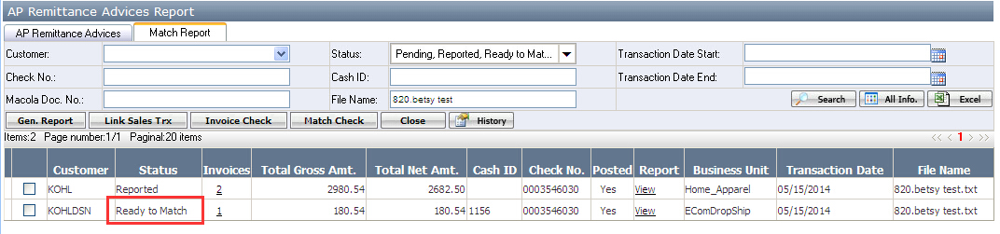 AP Remittance Advices Report
AP Remittance Advices Match Report
Customer: Status: Pending, Reported, Ready to Mat... Transaction Date Start:
Check No.: Cash ID: Transaction Date End:
Macola Doc. No.: File Name: 820.betsy test Search All Info. Excel
Gen. Report Link Sales Trx Invoice Check Match Check Close History
Items:2 Page number:1/1 Paginal:20 items << < 1 > >>
Customer Status Invoices Total Gross Amt. Total Net Amt. Cash ID Check No. Posted Report Business Unit Transaction Date File Name
KOHL Reported 2 2980.54 2682.50 0003546030 Yes View Home_Apparel 05/15/2014 820.betsy test.txt
KOHLDSN Ready to Match 1 180.54 180.54 1156 0003546030 Yes View EComDropShip 05/15/2014 820.betsy test.txt